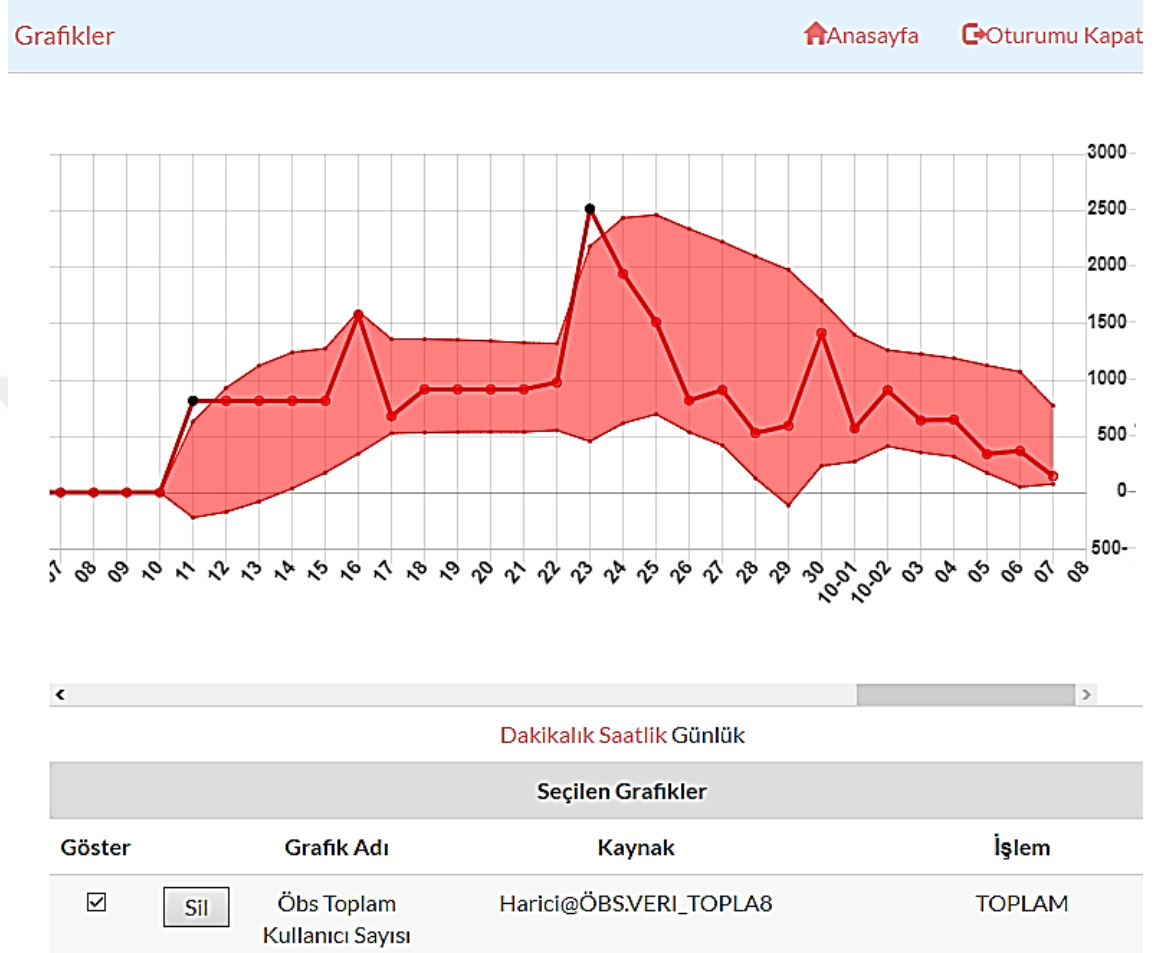 Grafikler Anasayfa Oturumu Kapat
3000
2500
2000
1500
1000
500
0
500-
07 08 09 10 11 12 13 14 15 16 17 18 19 20 21 22 23 24 25 26 27 28 29 30 10-01 10-02 03 04 05 06 07 08
Dakikalık Saatlik Günlük
Seçilen Grafikler
Göster Grafik Adı Kaynak İşlem
Sil Öbs Toplam Harici@ÖBS.VERI_TOPLA8 TOPLAM
Kullanıcı Sayısı